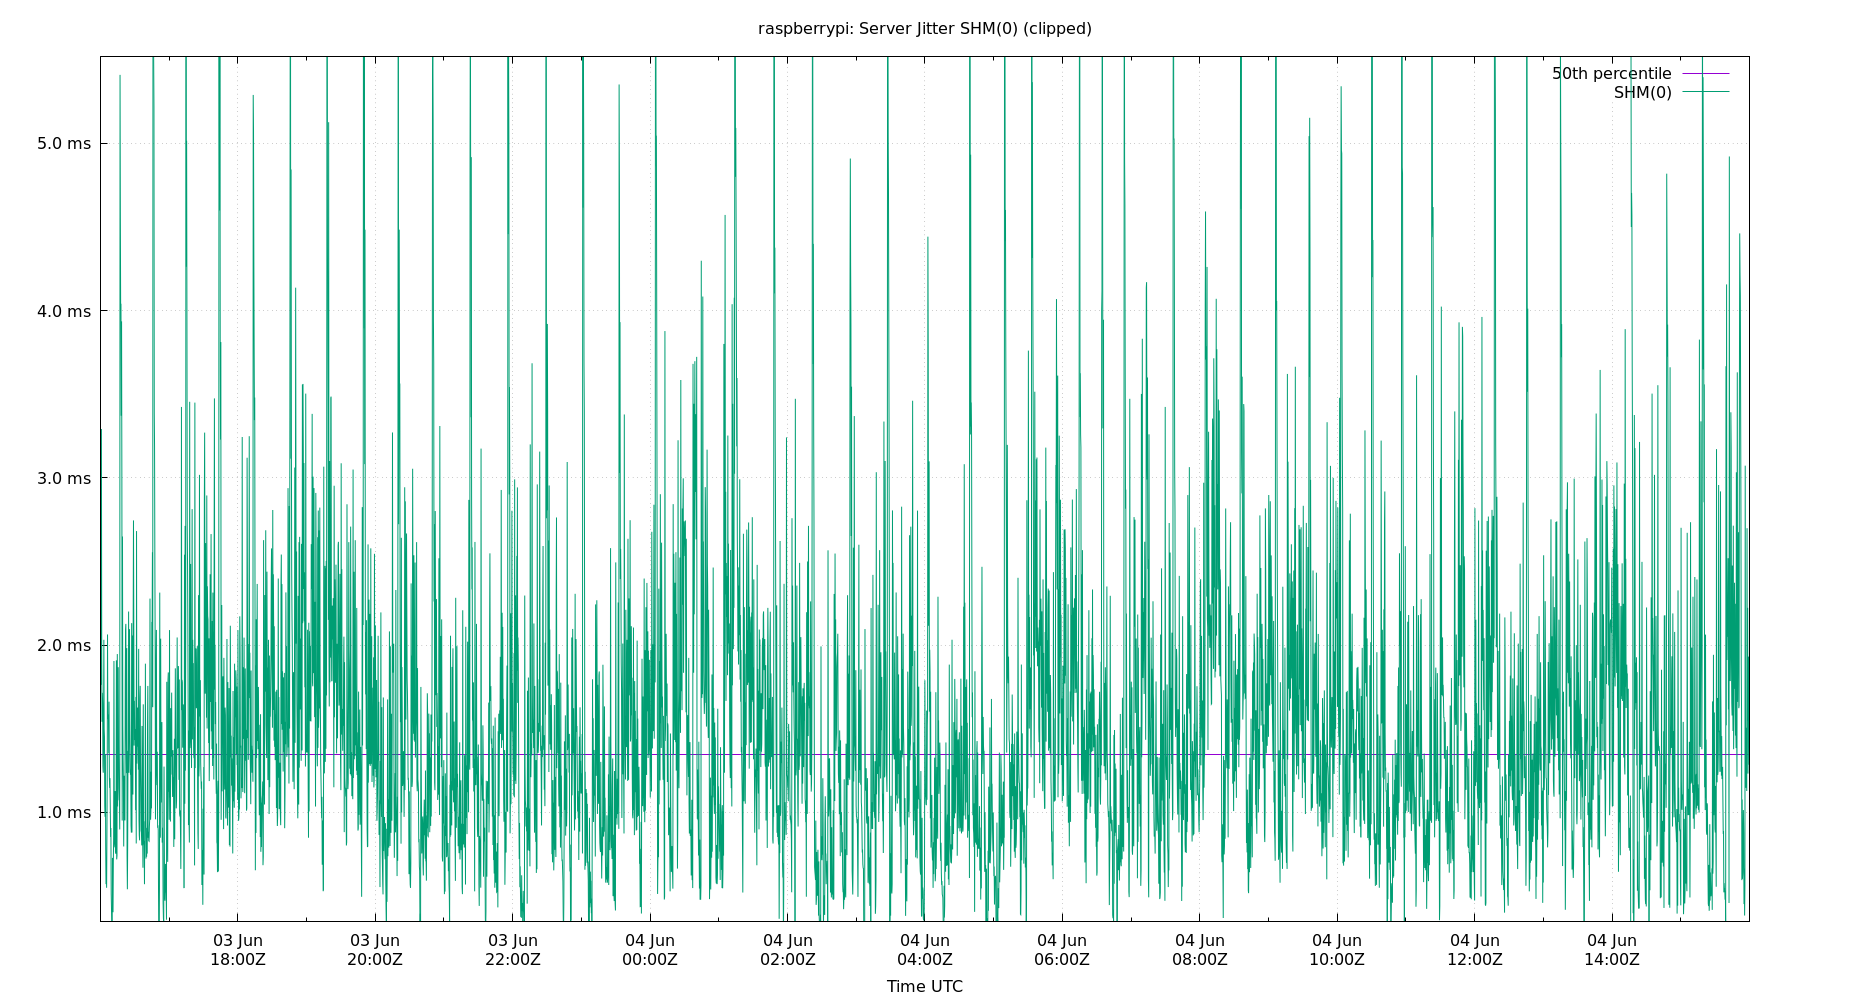 raspberrypi: Server Jitter SHM(0) (clipped)
50th percentile
SHM(0)
5.0 ms
4.0 ms
3.0 ms
2.0 ms
1.0 ms
03 Jun 03 Jun 03 Jun 04 Jun 04 Jun 04 Jun 04 Jun 04 Jun 04 Jun 04 Jun 04 Jun
18:00Z 20:00Z 22:00Z 00:00Z 02:00Z 04:00Z 06:00Z 08:00Z 10:00Z 12:00Z 14:00Z
Time UTC